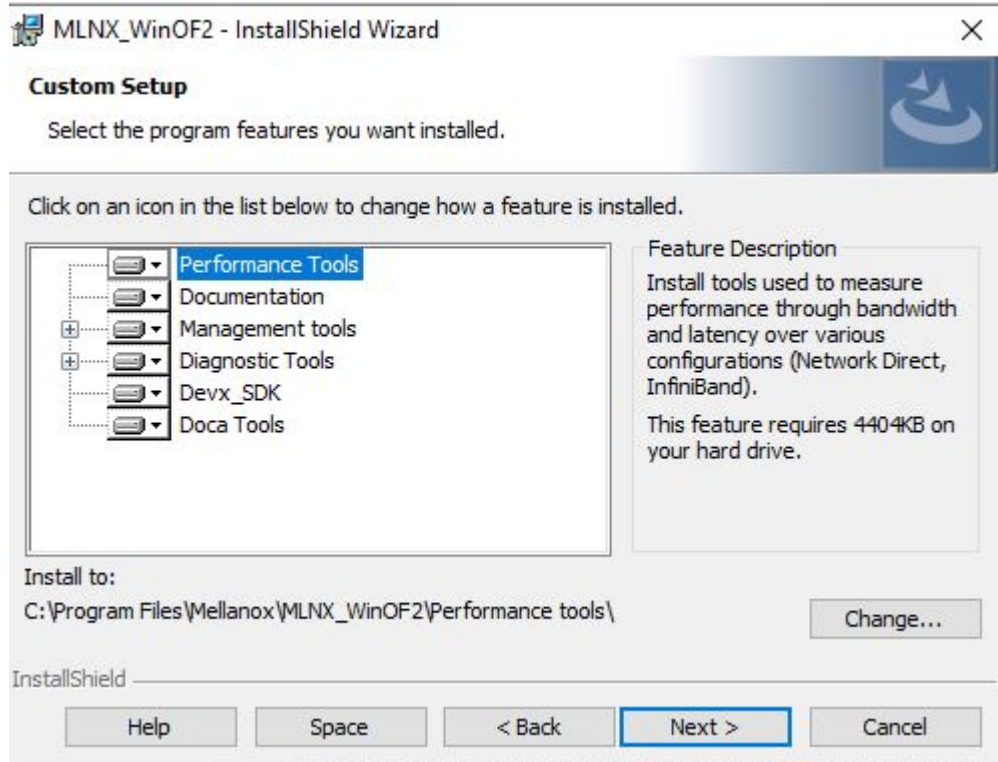 MLNX_WinOF2 - InstallShield Wizard
Custom Setup
Select the program features you want installed.
Click on an icon in the list below to change how a feature is installed.
Performance Tools
Documentation
Management tools
Diagnostic Tools
Devx_SDK
Doca Tools
Feature Description
Install tools used to measure
performance through bandwidth
and latency over various
configurations (Network Direct,
InfiniBand).
This feature requires 4404KB on
your hard drive.
Install to:
C:\Program Files\Mellanox\MLNX_WinOF2\Performance tools\
Change...
InstallShield
Help
Space
< Back
Next >
Cancel